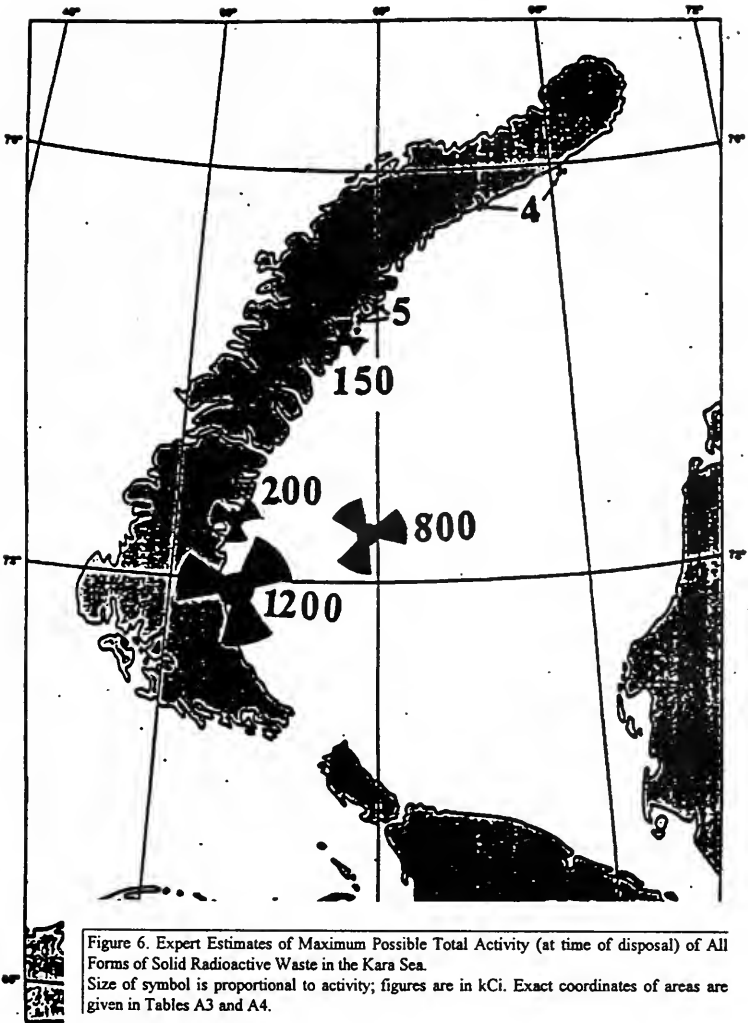 4
5
150
200
800
1200
Figure 6. Expert Estimates of Maximum Possible Total Activity (at time of disposal) of All
Forms of Solid Radioactive Waste in the Kara Sea.
Size of symbol is proportional to activity; figures are in kCi. Exact coordinates of areas are
given in Tables A3 and A4.